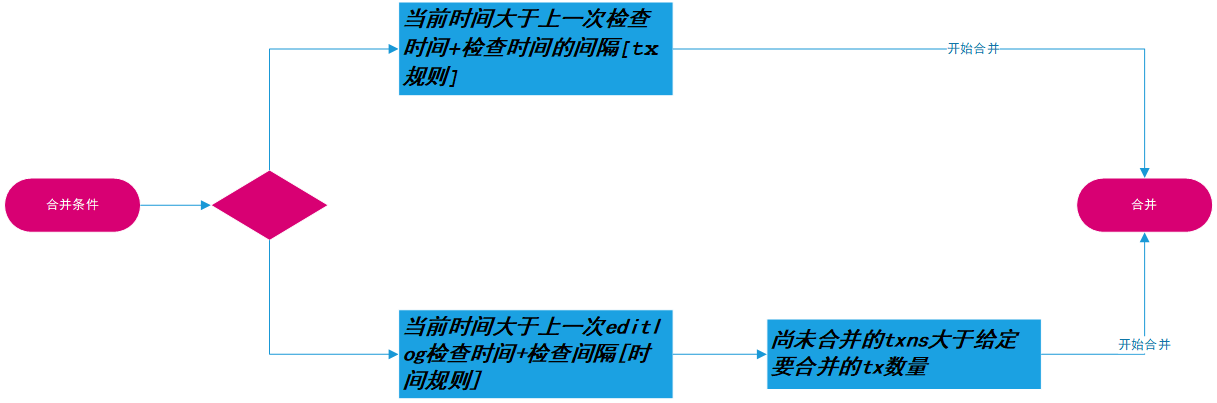 当前时间大于上一次检查
时间+检查时间的间隔[tx
规则]
开始合并
合并条件
合并
当前时间大于上一次editl
og检查时间+检查间隔[时
间规则]
尚未合并的txns大于给定
要合并的tx数量
开始合并